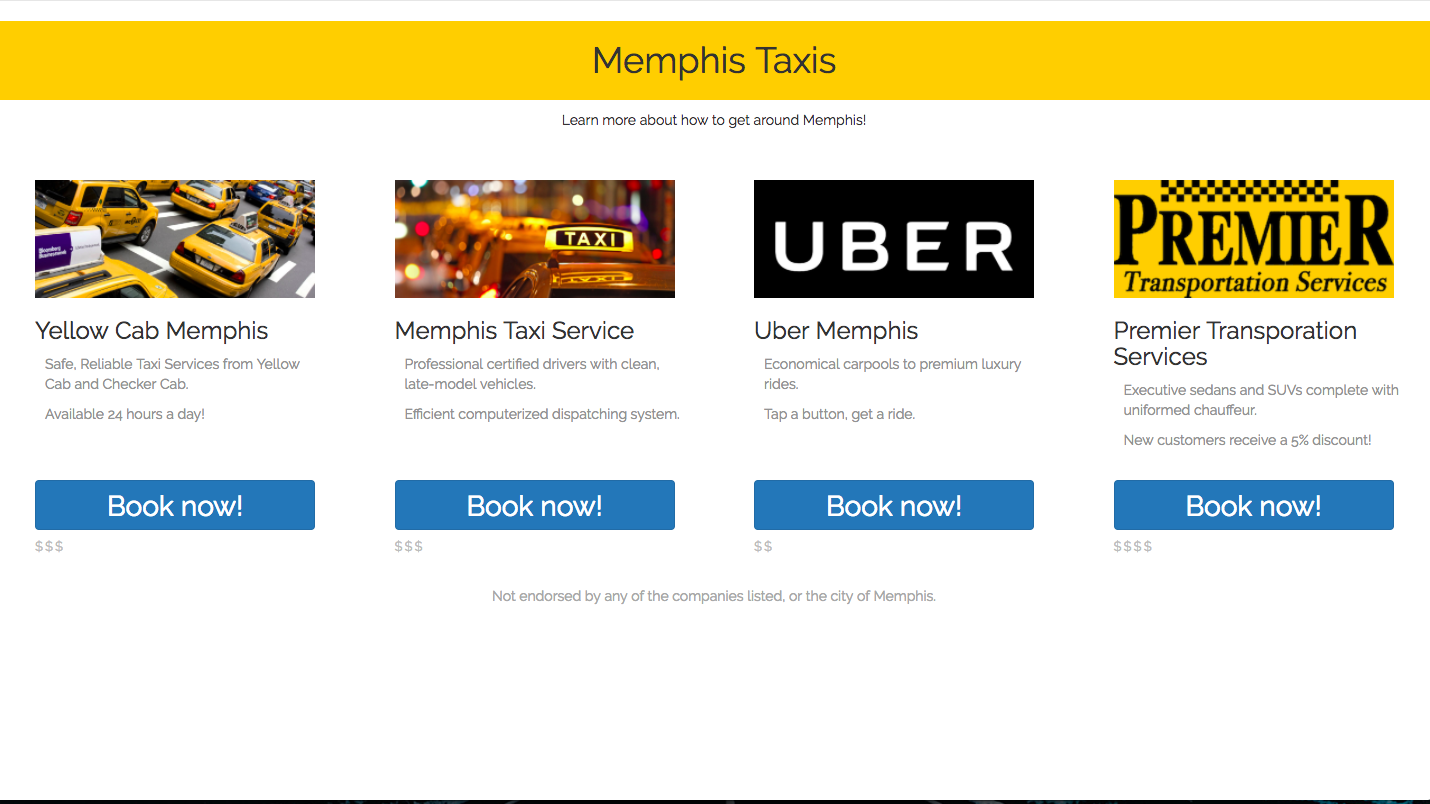 Memphis Taxis
Learn more about how to get around Memphis!
TAXI
UBER
PREMIER
Transportation Services
Yellow Cab Memphis
Safe, Reliable Taxi Services from Yellow
Cab and Checker Cab.
Available 24 hours a day!
Memphis Taxi Service
Professional certified drivers with clean,
late-model vehicles.
Efficient computerized dispatching system.
Uber Memphis
Economical carpools to premium luxury
rides.
Tap a button, get a ride.
Premier Transporation
Services
Executive sedans and SUVs complete with
uniformed chauffeur.
New customers receive a 5% discount!
Book now!
$$$
Book now!
$$$
Book now!
$$
Book now!
$$$$
Not endorsed by any of the companies listed, or the city of Memphis.